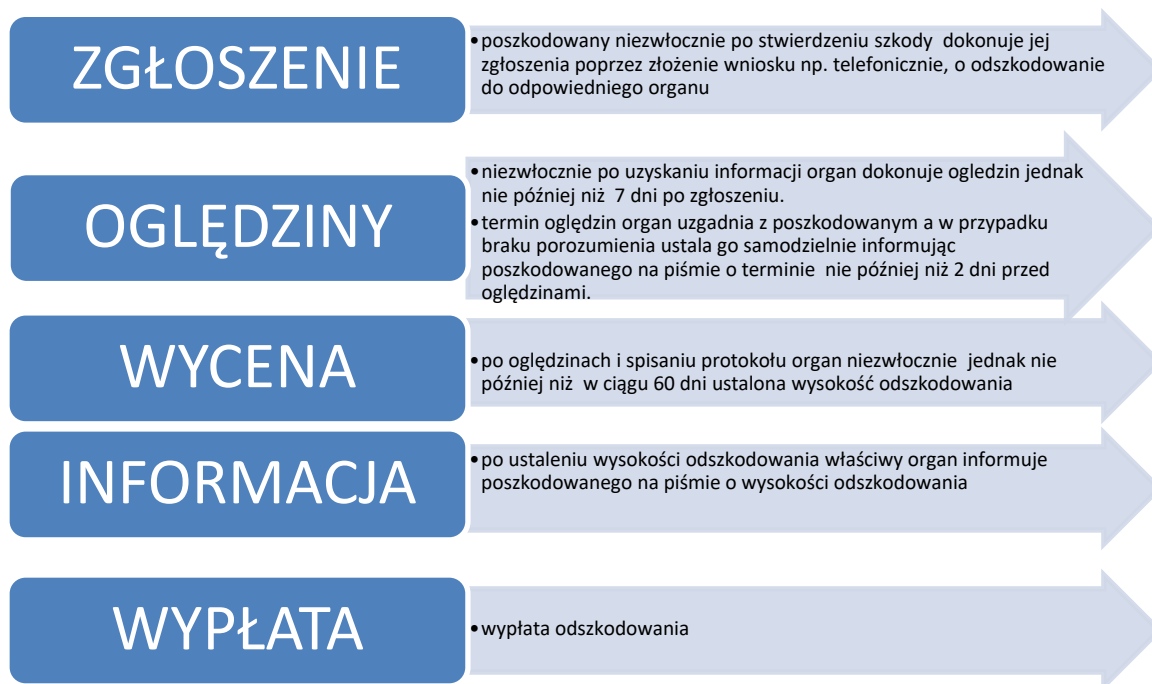 ZGŁOSZENIE
•poszkodowany niezwłocznie po stwierdzeniu szkody dokonuje jej
zgłoszenia poprzez złożenie wniosku np. telefonicznie, o odszkodowanie
do odpowiedniego organu
OGLĘDZINY
•niezwłocznie po uzyskaniu informacji organ dokonuje ogledzin jednak
nie później niż 7 dni po zgłoszeniu.
•termin oględzin organ uzgadnia z poszkodowanym a w przypadku
braku porozumienia ustala go samodzielnie informując
poszkodowanego na piśmie o terminie nie później niż 2 dni przed
oględzinami.
WYCENA
•po oględzinach i spisaniu protokołu organ niezwłocznie jednak nie
później niż w ciągu 60 dni ustalona wysokość odszkodowania
INFORMACJA
•po ustaleniu wysokości odszkodowania właściwy organ informuje
poszkodowanego na piśmie o wysokości odszkodowania
WYPŁATA
•wypłata odszkodowania